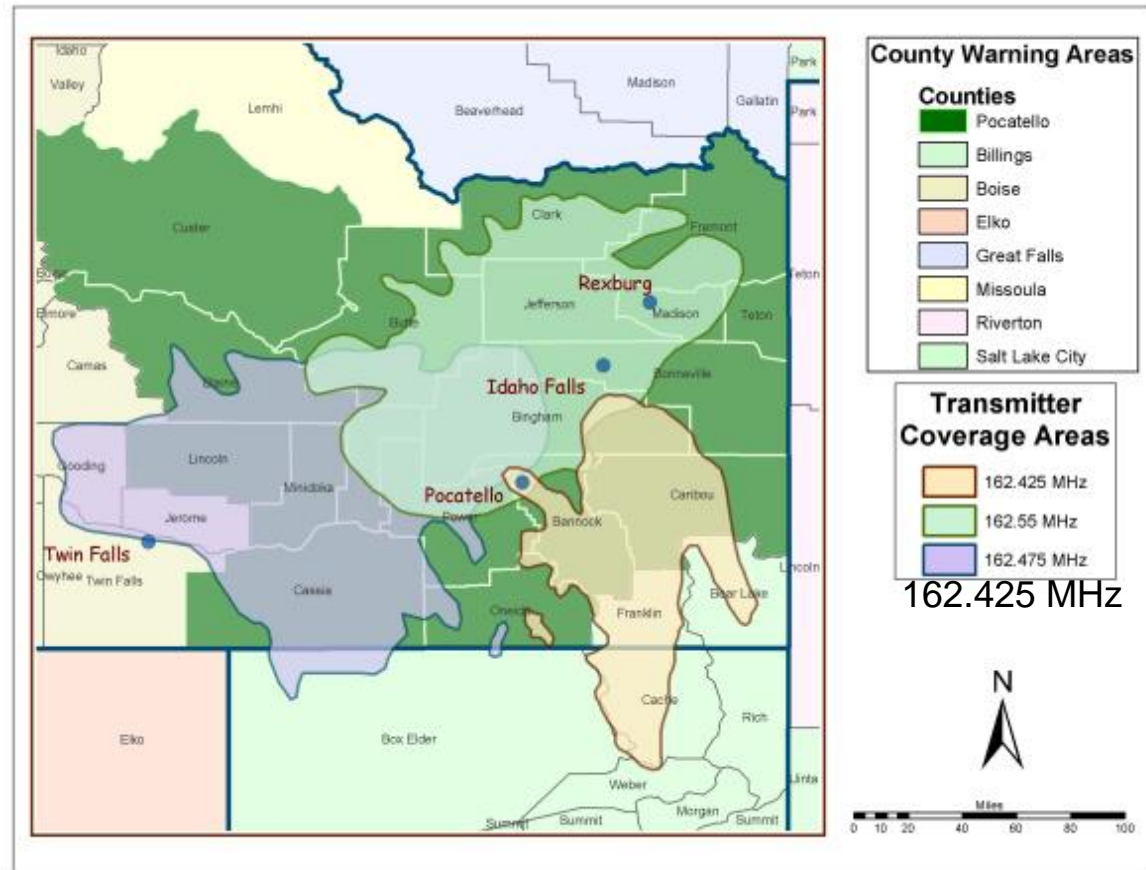 Idaho
Valley
Lemhi
Beaverhead
Madison
Gallatin
Park
Park
Custer
Clark
Fremont
Teton
Butte
Jefferson
Rexburg
Madison
Teton
Elmore
Camas
Blaine
Idaho Falls
Bonneville
Bingham
Gooding
Lincoln
Minidoka
Jerome
Pocatello
Power
Bannock
Caribou
Twin Falls
Owyhee
Twin Falls
Cassia
Oneida
Franklin
Bear Lake
Lincoln
Elko
Box Elder
Cache
Rich
Weber
Morgan
Summit
Summit
Summit
County Warning Areas
Counties
Pocatello
Billings
Boise
Elko
Great Falls
Missoula
Riverton
Salt Lake City
Transmitter
Coverage Areas
162.425 MHz
162.55 MHz
162.475 MHz
162.425 MHz
N
Miles
0 10 20 40 60 80 100